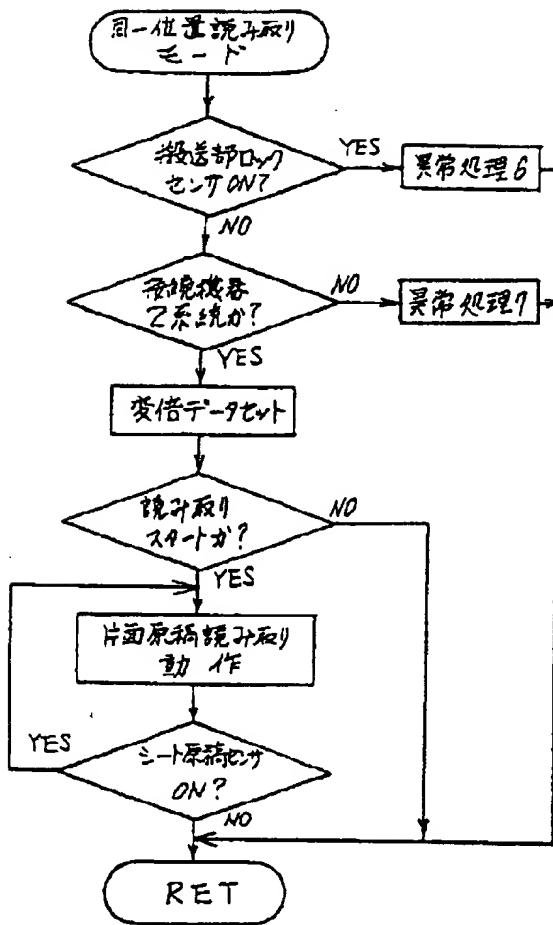 同一位置読み取り
モード
搬送部ロック
センサON?
YES
異常処理6
NO
接続機器
2系統か?
NO
異常処理7
YES
変倍データセット
読み取り
スタートか?
NO
YES
片面原稿読み取り
動作
シート原稿センサ
ON?
YES
NO
RET